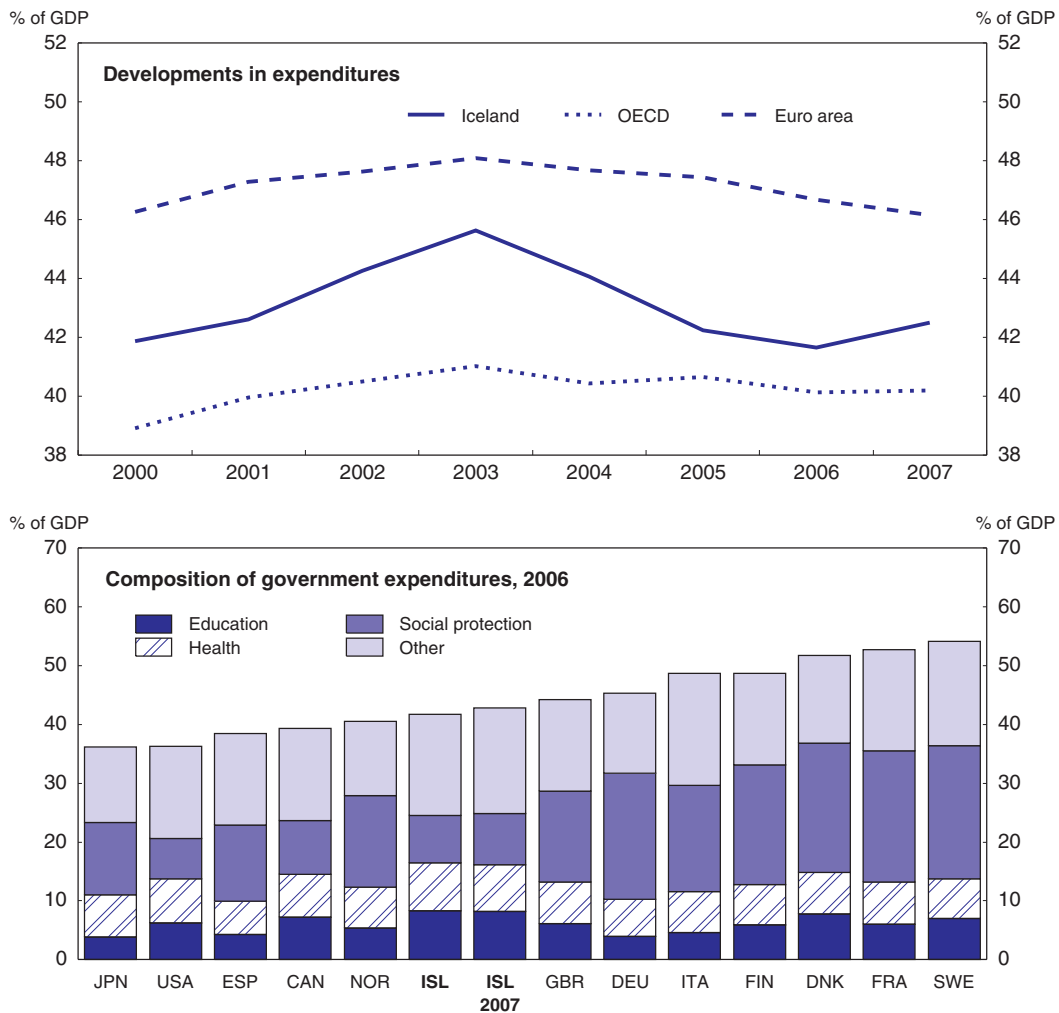 % of GDP % of GDP
52 52
Developments in expenditures
50 50
Iceland OECD Euro area
48 48
46 46
44 44
42 42
40 40
38 38
2000 2001 2002 2003 2004 2005 2006 2007
% of GDP % of GDP
70 70
Composition of government expenditures, 2006
60 60
Education Social protection
Health Other
50 50
40 40
30 30
20 20
10 10
0 0
JPN USA ESP CAN NOR ISL ISL GBR DEU ITA FIN DNK FRA SWE
2007